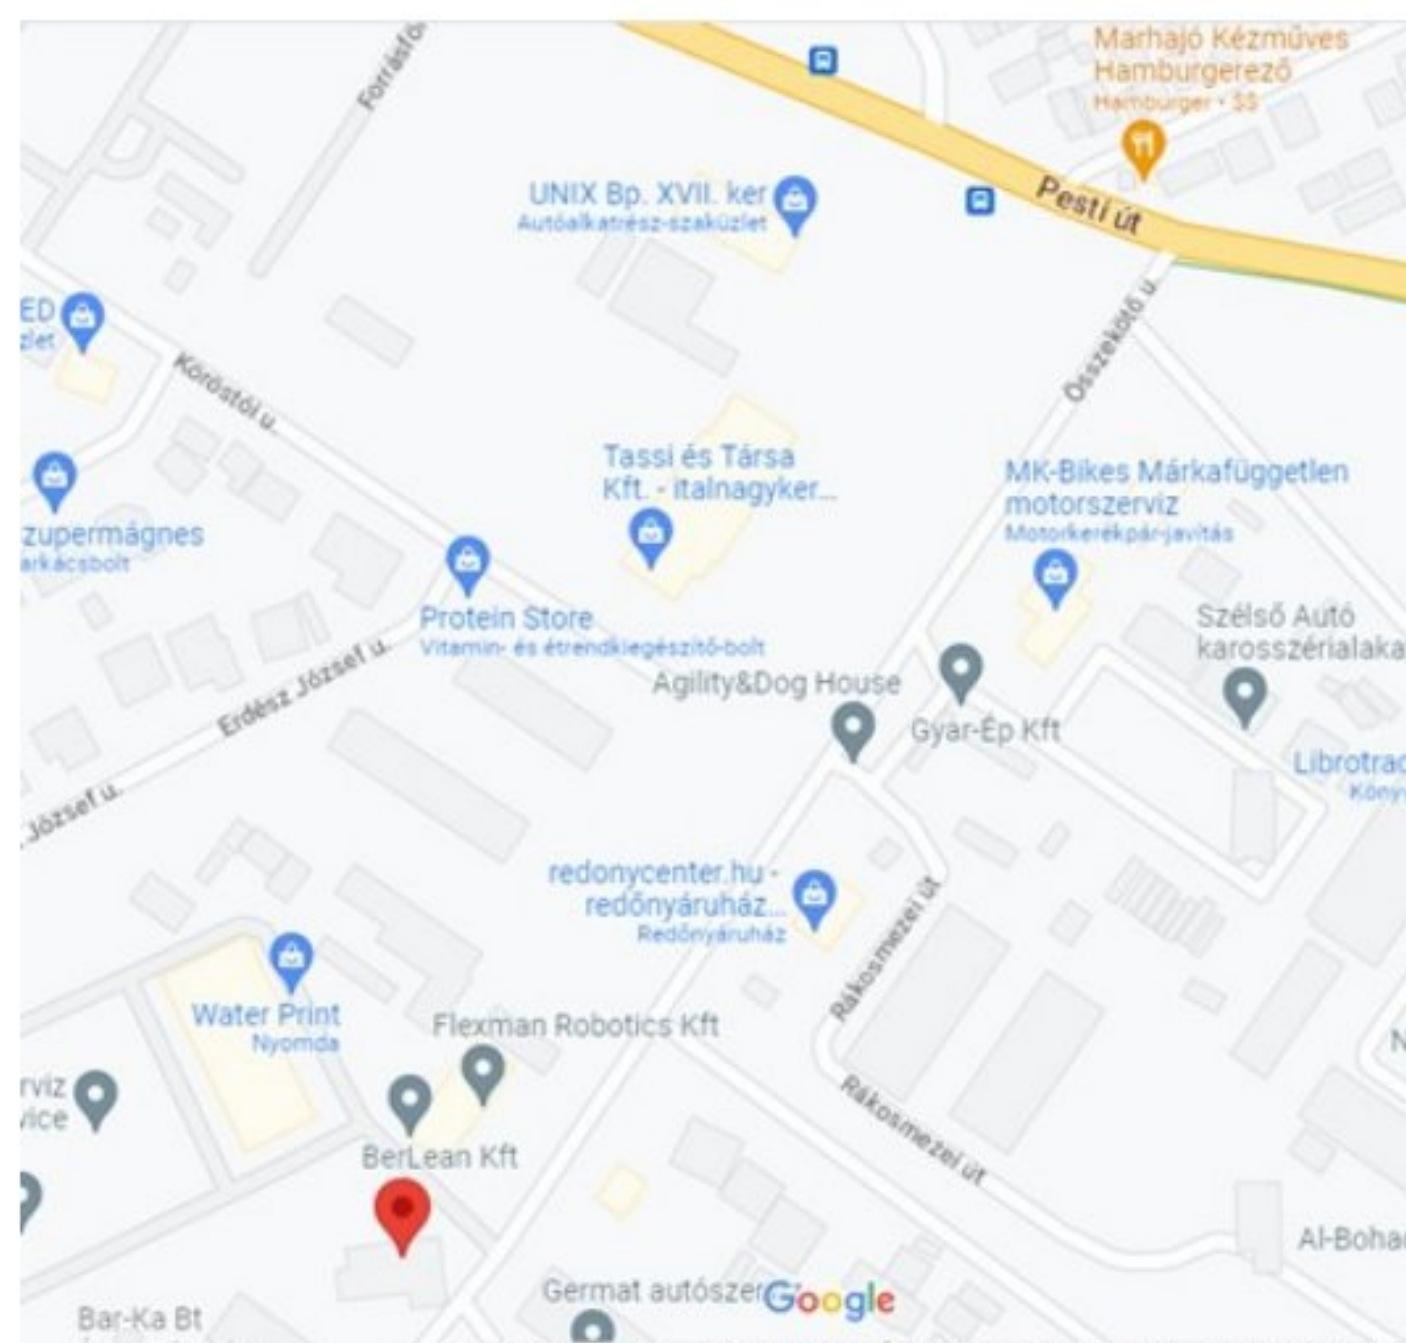 Marhajó Kézműves
Hamburgerező
Hamburger · $$
Forrásfő
UNIX Bp. XVII. ker
Autóalkatrész-szaküzlet
Pesti út
ED
zlet
Összekötő u.
Köröstói u.
Tassi és Társa
Kft. - italnagyker...
MK-Bikes Márkafüggetlen
motorszerviz
Motorkerékpár-javítás
zupermágnes
arkácsbolt
Protein Store
Vitamin- és étrendkiegészítő-bolt
Szélső Autó
karosszérialaka
Erdész József u.
Agility&Dog House
Gyar-Ép Kft
Librotrad
Köny
József u.
redonycenter.hu -
redőnyáruház...
Redőnyáruház
Rákosmezei út
Water Print
Nyomda
Flexman Robotics Kft
N
rviz
vice
Rákosmezei út
BerLean Kft
Al-Boha
Germat autószer
Google
Bar-Ka Bt